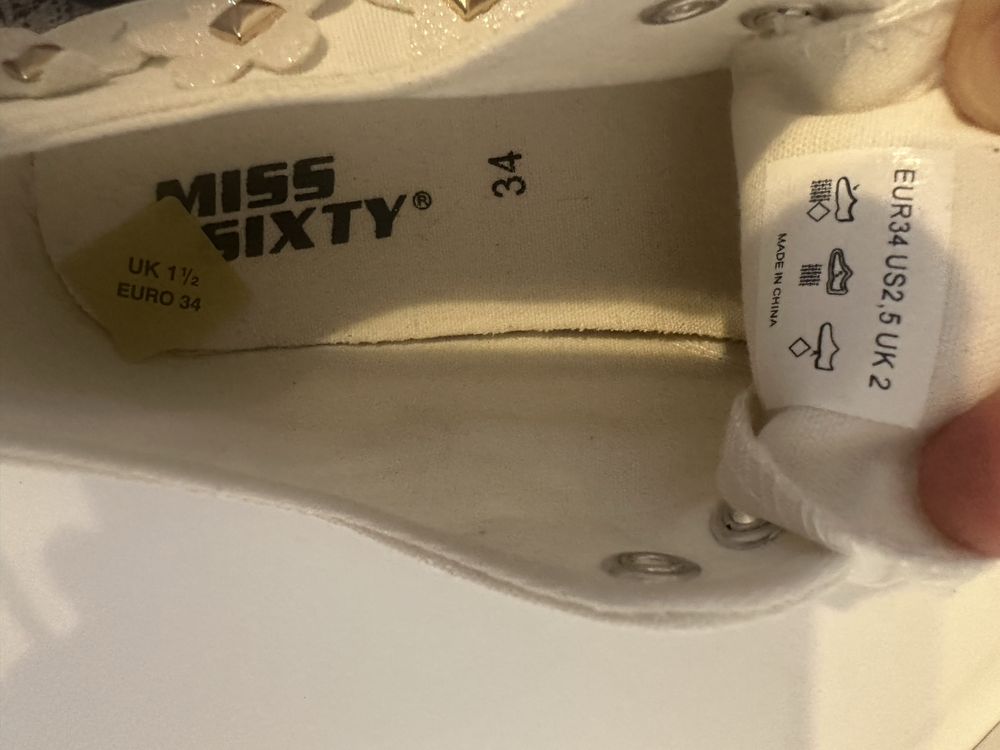 MISS
SIXTY®
34
UK 1½
EURO 34
EUR34 US2,5 UK 2
MADE IN CHINA